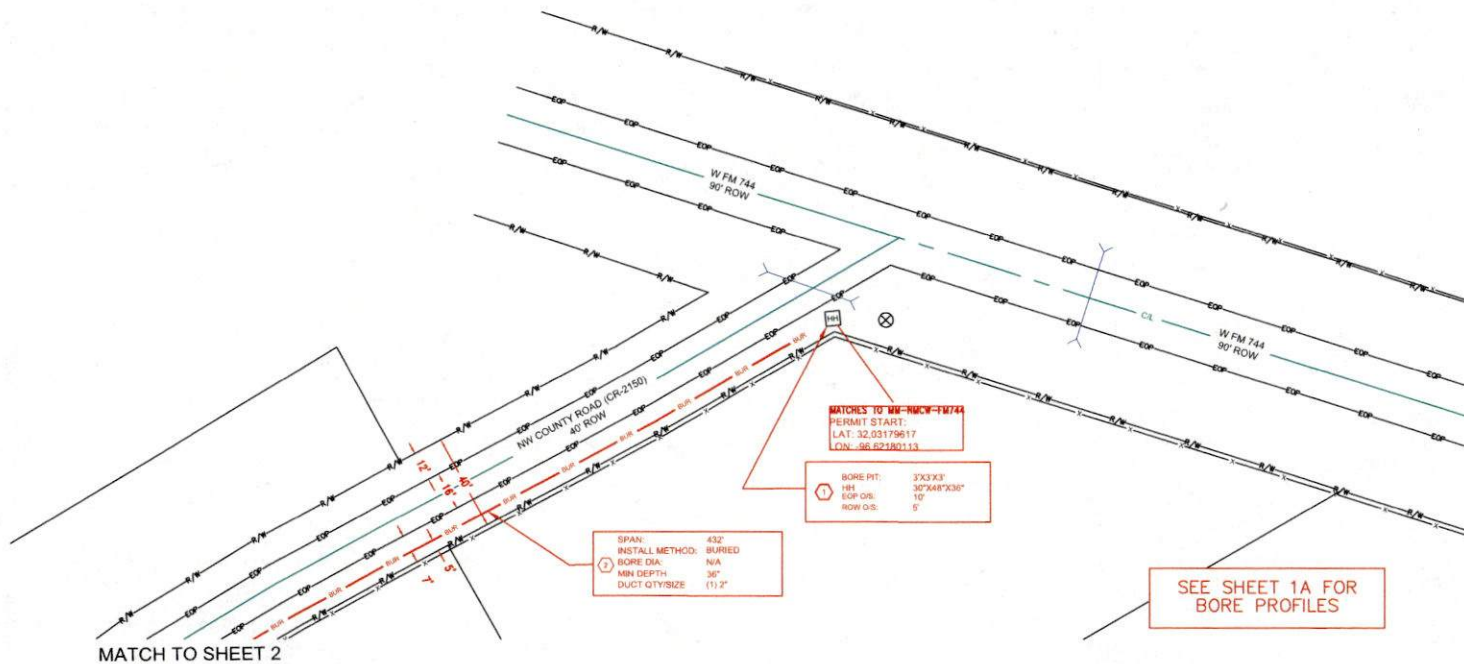 W FM 744
90' ROW
C/L
W FM 744
90' ROW
HH
NW COUNTY ROAD (CR-2150)
40' ROW
MATCHES TO MM-RMCW-FM744
PERMIT START:
LAT: 32.03179617
LON: -96.62180113
1
BORE PIT: 3'X3'X3'
HH 30"X48"X36"
EOP O/S: 10'
ROW O/S: 5'
12'
16'
40'
5'
7'
2
SPAN: 432'
INSTALL METHOD: BURIED
BORE DIA: N/A
MIN DEPTH 36"
DUCT QTY/SIZE (1) 2"
SEE SHEET 1A FOR
BORE PROFILES
R/W
EOP
BUR
X
MATCH TO SHEET 2